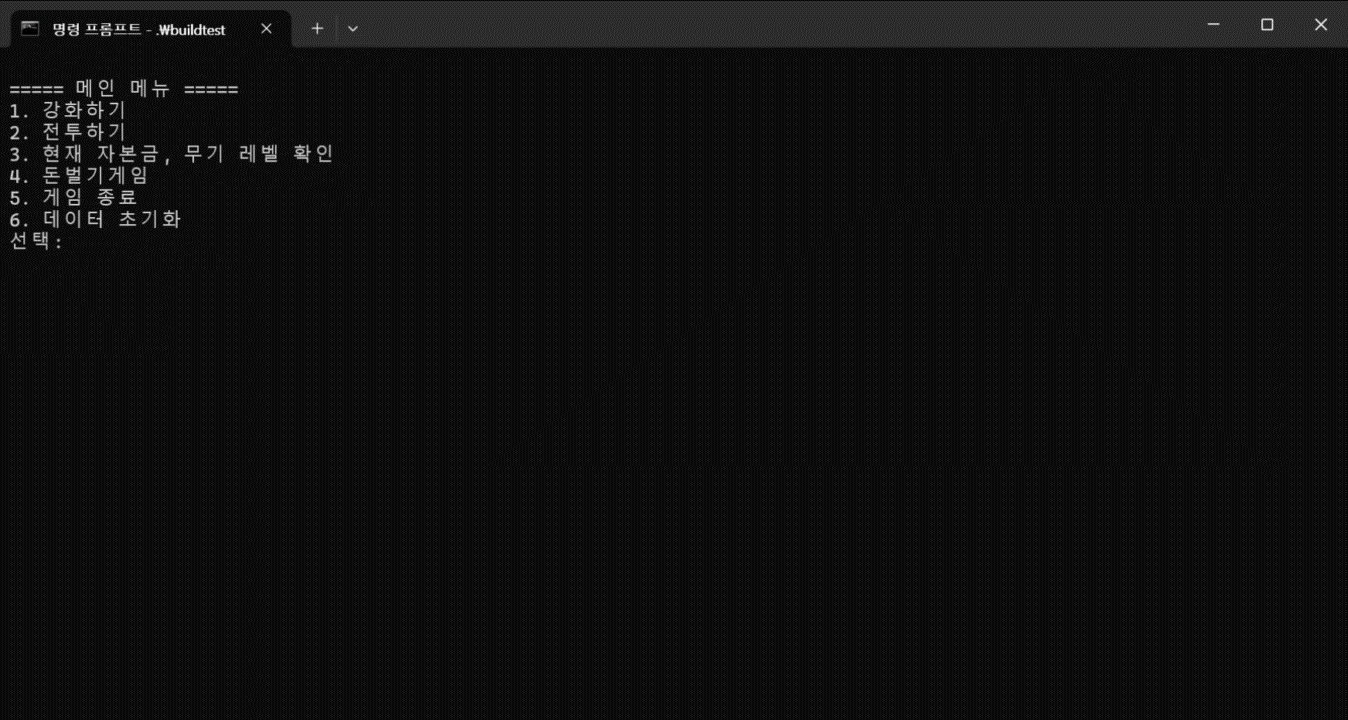 명령 프롬프트 - .₩buildtest
===== 메인 메뉴 =====
1. 강화하기
2. 전투하기
3. 현재 자본금, 무기 레벨 확인
4. 돈벌기게임
5. 게임 종료
6. 데이터 초기화
선택: